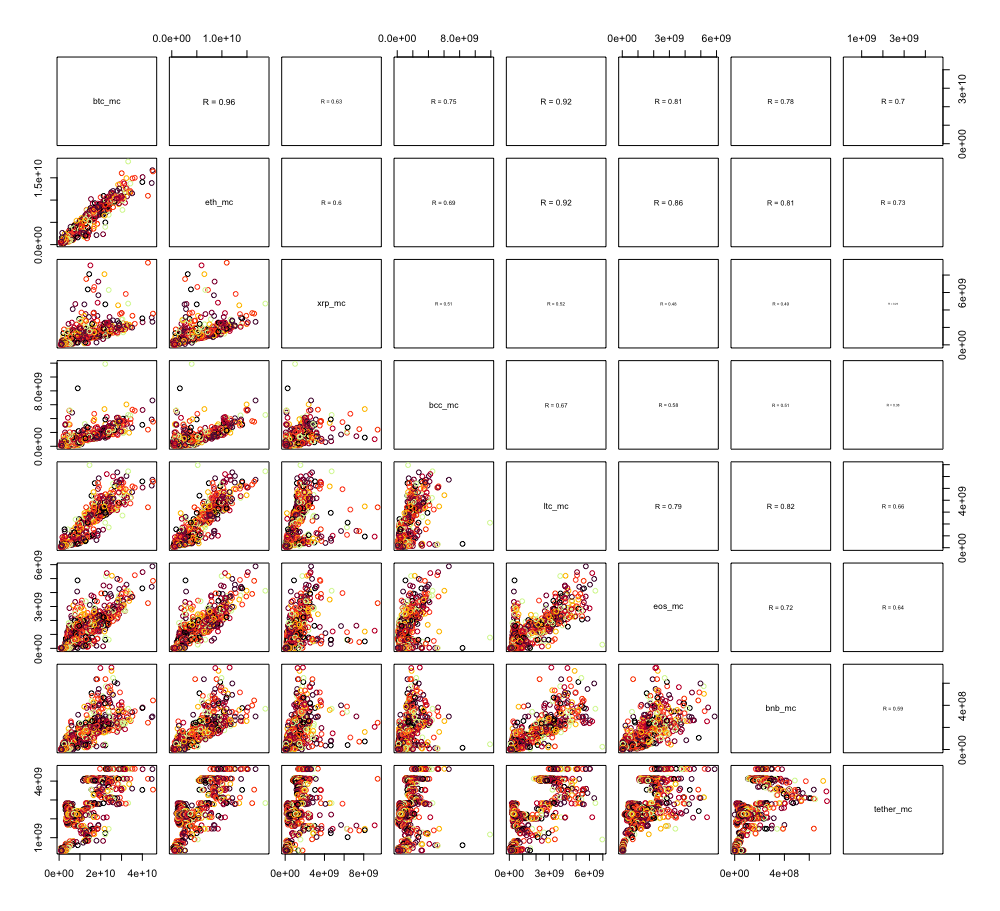 0.0e+00 1.0e+10 0.0e+00 8.0e+09 0e+00 3e+09 6e+09 1e+09 3e+09
btc_mc R = 0.96 R = 0.63 R = 0.75 R = 0.92 R = 0.81 R = 0.78 R = 0.7 0e+00 3e+10
0.0e+00 1.5e+10 eth_mc R = 0.6 R = 0.69 R = 0.92 R = 0.86 R = 0.81 R = 0.73
xrp_mc R = 0.51 R = 0.52 R = 0.46 R = 0.49 0e+00 6e+09
0.0e+00 8.0e+09 bcc_mc R = 0.67 R = 0.58 R = 0.51
ltc_mc R = 0.79 R = 0.82 R = 0.66 0e+00 4e+09
0e+00 3e+09 6e+09 eos_mc R = 0.72 R = 0.64
bnb_mc R = 0.59 0e+00 4e+08
1e+09 4e+09 tether_mc
0e+00 2e+10 4e+10 0e+00 4e+09 8e+09 0e+00 3e+09 6e+09 0e+00 4e+08